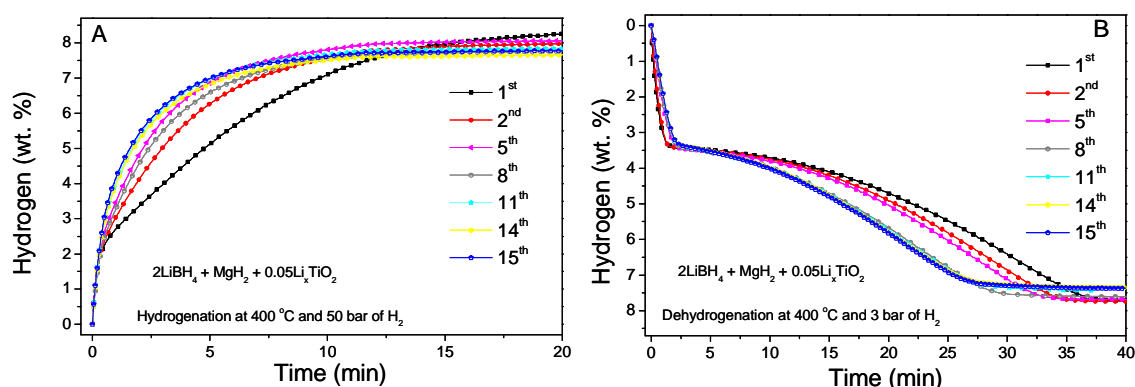 A
8
7
6
5
4
3
2
1
0
Hydrogen (wt. %)
1st
2nd
5th
8th
11th
14th
15th
2LiBH4 + MgH2 + 0.05LixTiO2
Hydrogenation at 400 °C and 50 bar of H2
0 5 10 15 20
Time (min)
B
0
1
2
3
4
5
6
7
8
Hydrogen (wt. %)
1st
2nd
5th
8th
11th
14th
15th
2LiBH4 + MgH2 + 0.05LixTiO2
Dehydrogenation at 400 °C and 3 bar of H2
0 5 10 15 20 25 30 35 40
Time (min)